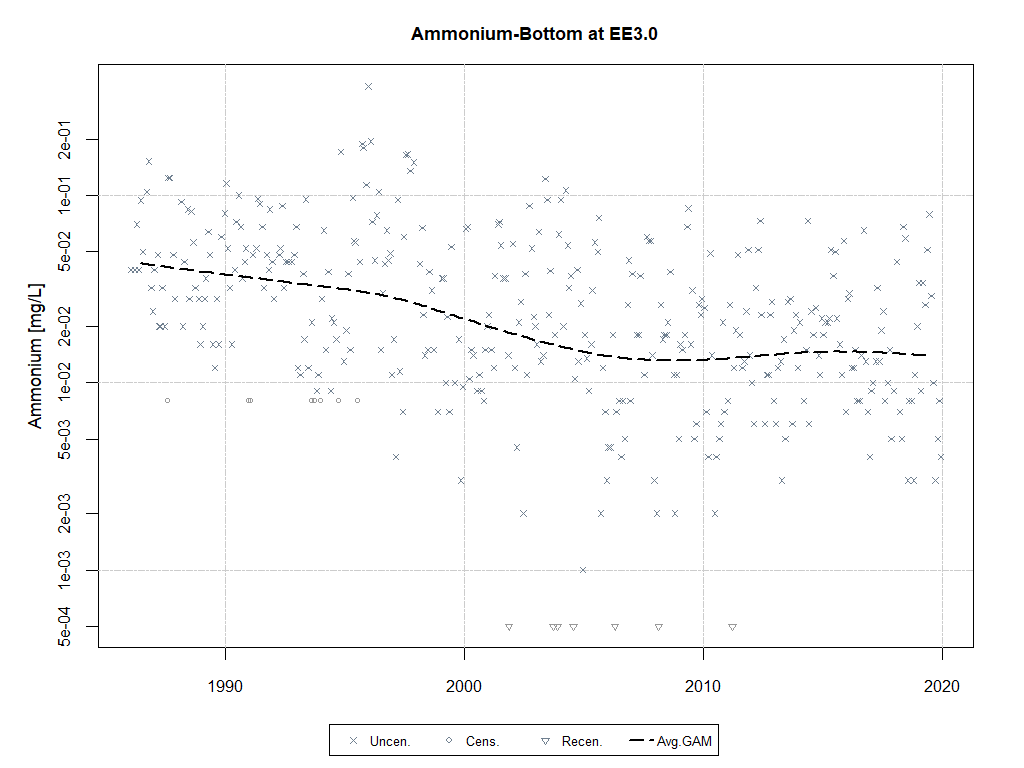 Ammonium-Bottom at EE3.0
Ammonium [mg/L]
2e-01
1e-01
5e-02
2e-02
1e-02
5e-03
2e-03
1e-03
5e-04
1990 2000 2010 2020
Uncen. Cens. Recen. Avg.GAM